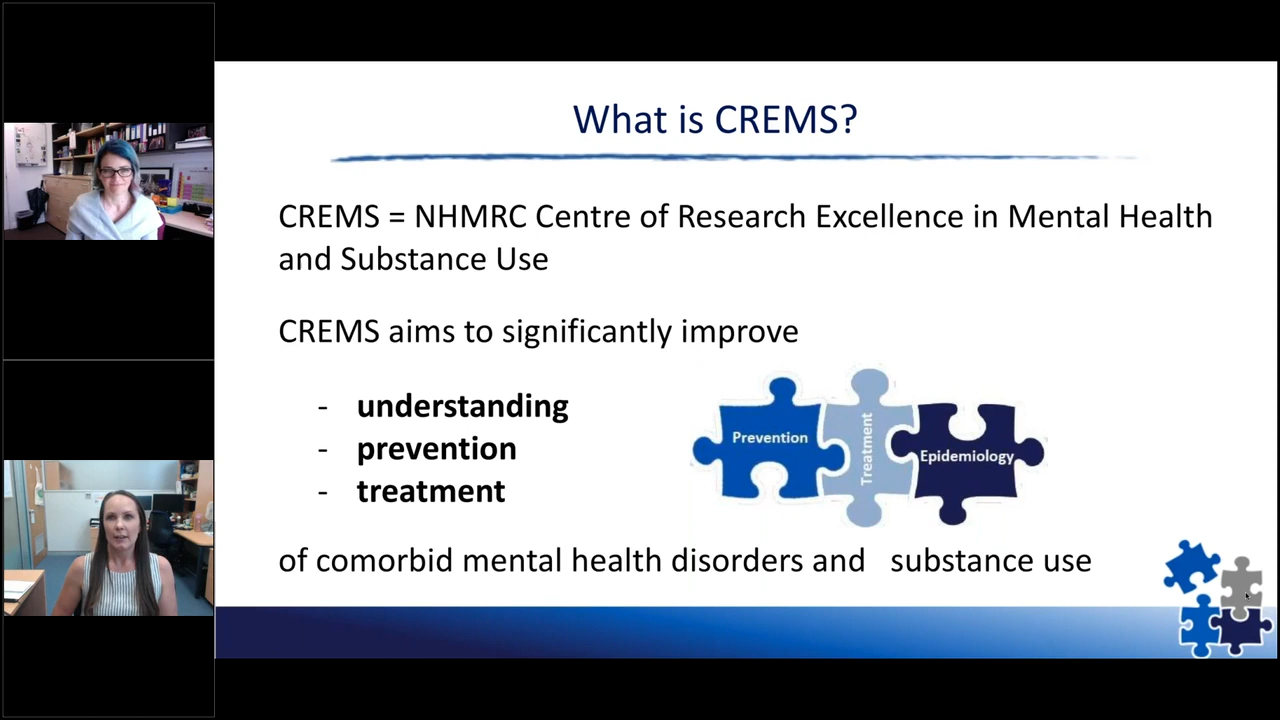 What is CREMS?
CREMS = NHMRC Centre of Research Excellence in Mental Health
and Substance Use
CREMS aims to significantly improve
- understanding
- prevention
- treatment
Prevention
Treatment
Epidemiology
of comorbid mental health disorders and substance use